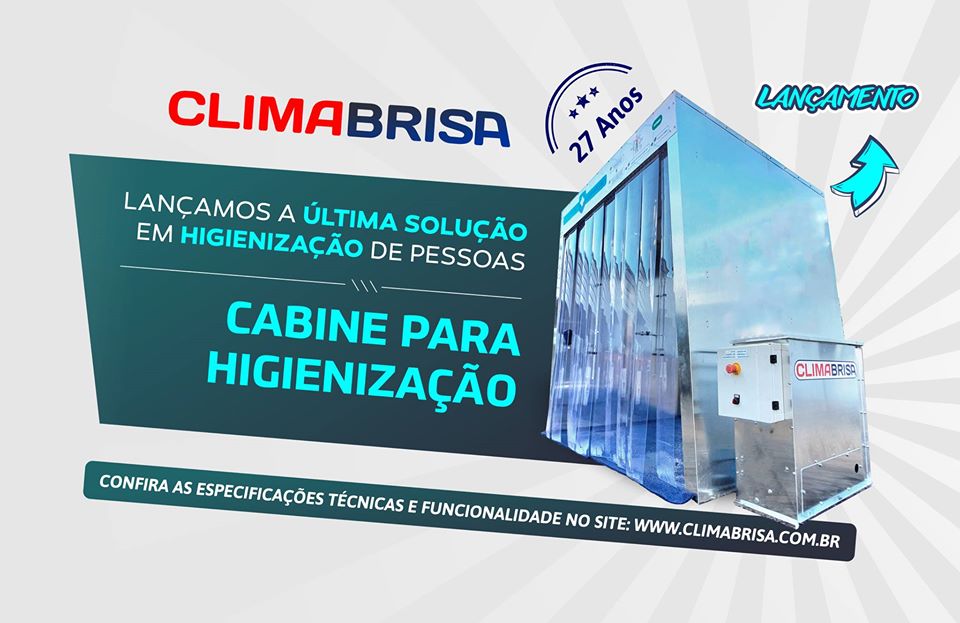 CLIMABRISA
27 Anos
LANÇAMENTO
LANÇAMOS A ÚLTIMA SOLUÇÃO
EM HIGIENIZAÇÃO DE PESSOAS
CABINE PARA
HIGIENIZAÇÃO
CLIMABRISA
CONFIRA AS ESPECIFICAÇÕES TÉCNICAS E FUNCIONALIDADE NO SITE: WWW.CLIMABRISA.COM.BR